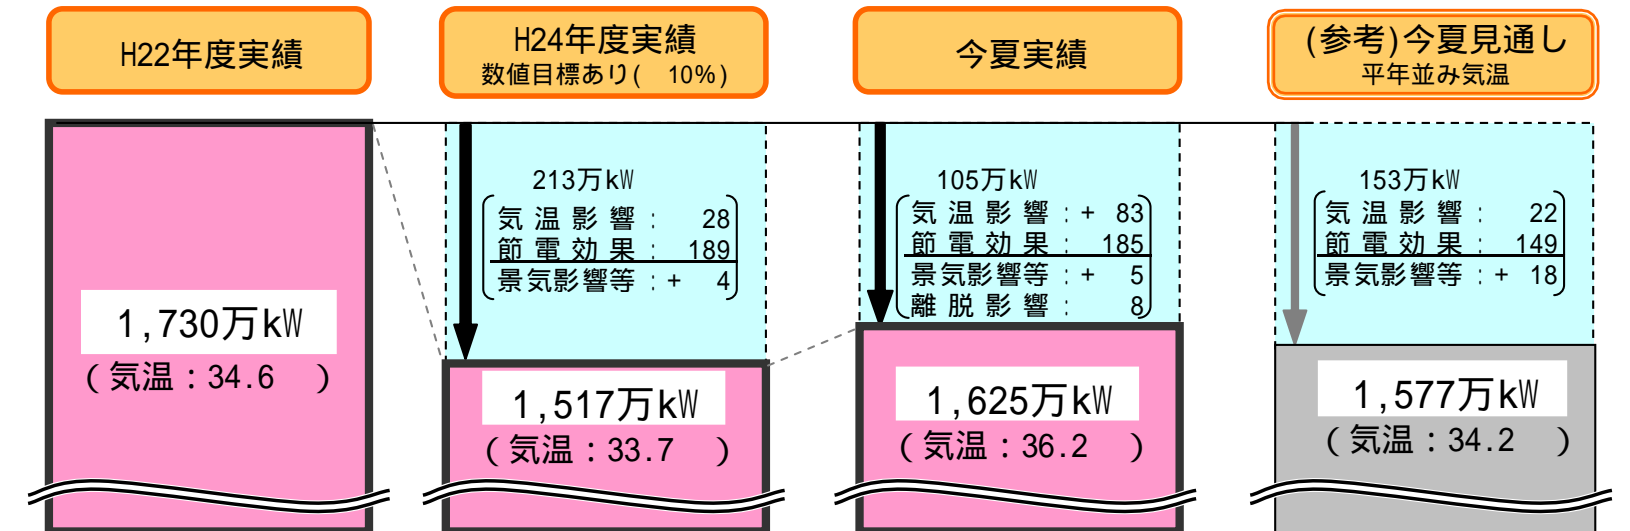 H22年度実績
1,730万kW
(気温:34.6 )
H24年度実績
数値目標あり( 10%)
213万kW
気温影響: 28
節電効果: 189
景気影響等:+ 4
1,517万kW
(気温:33.7 )
今夏実績
105万kW
気温影響:+ 83
節電効果: 185
景気影響等:+ 5
離脱影響: 8
1,625万kW
(気温:36.2 )
(参考)今夏見通し
平年並み気温
153万kW
気温影響: 22
節電効果: 149
景気影響等:+ 18
1,577万kW
(気温:34.2 )